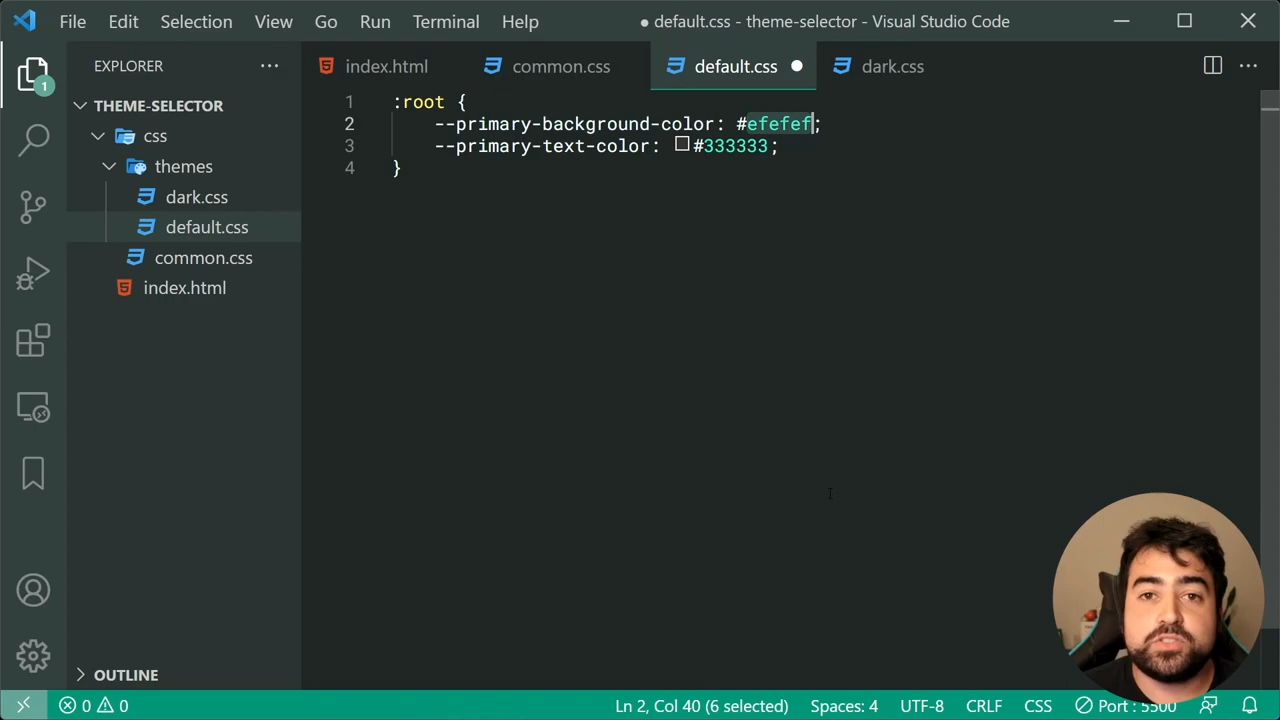 File Edit Selection View Go Run Terminal Help ● default.css - theme-selector - Visual Studio Code
EXPLORER
index.html common.css default.css dark.css
1
THEME-SELECTOR
css
themes
dark.css
default.css
common.css
index.html
1 :root {
2 --primary-background-color: #efefef;
3 --primary-text-color: #333333;
4 }
OUTLINE
0 0 Ln 2, Col 40 (6 selected) Spaces: 4 UTF-8 CRLF CSS Port : 5500